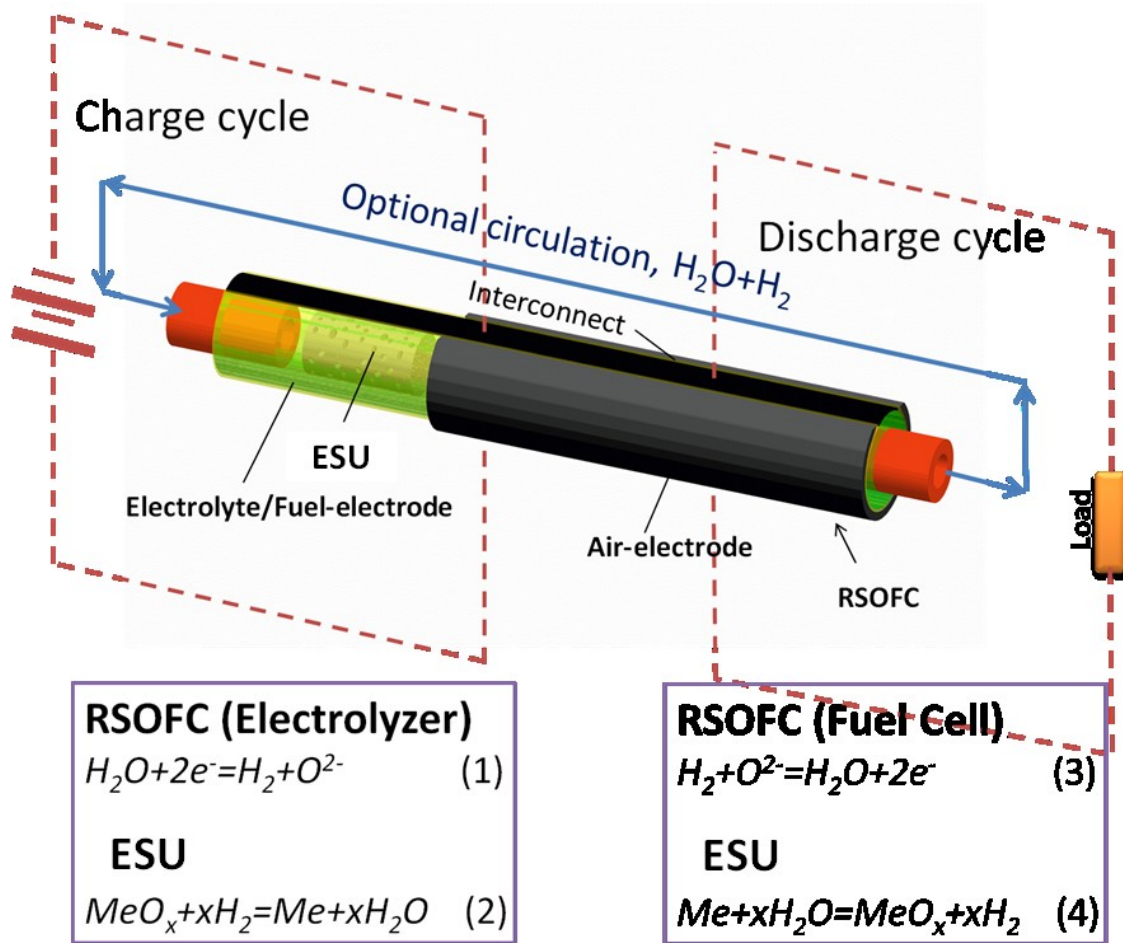 Charge cycle
Optional circulation, H₂O+H₂
Discharge cycle
Interconnect
ESU
Electrolyte/Fuel-electrode
Air-electrode
RSOFC
Load
RSOFC (Electrolyzer)
H₂O+2e⁻=H₂+O²⁻ (1)
ESU
MeOₓ+xH₂=Me+xH₂O (2)
RSOFC (Fuel Cell)
H₂+O²⁻=H₂O+2e⁻ (3)
ESU
Me+xH₂O=MeOₓ+xH₂ (4)